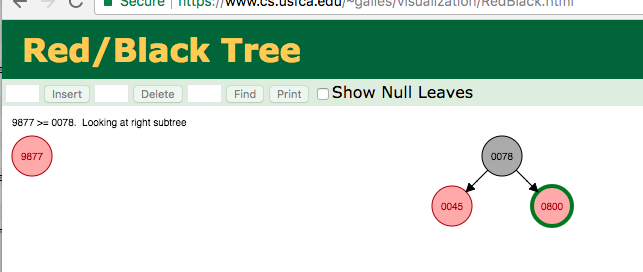 Secure https://www.cs.usfca.edu/~galles/visualization/RedBlack.html
Red/Black Tree
Insert Delete Find Print Show Null Leaves
9877 >= 0078. Looking at right subtree
9877 0078
0045 0800